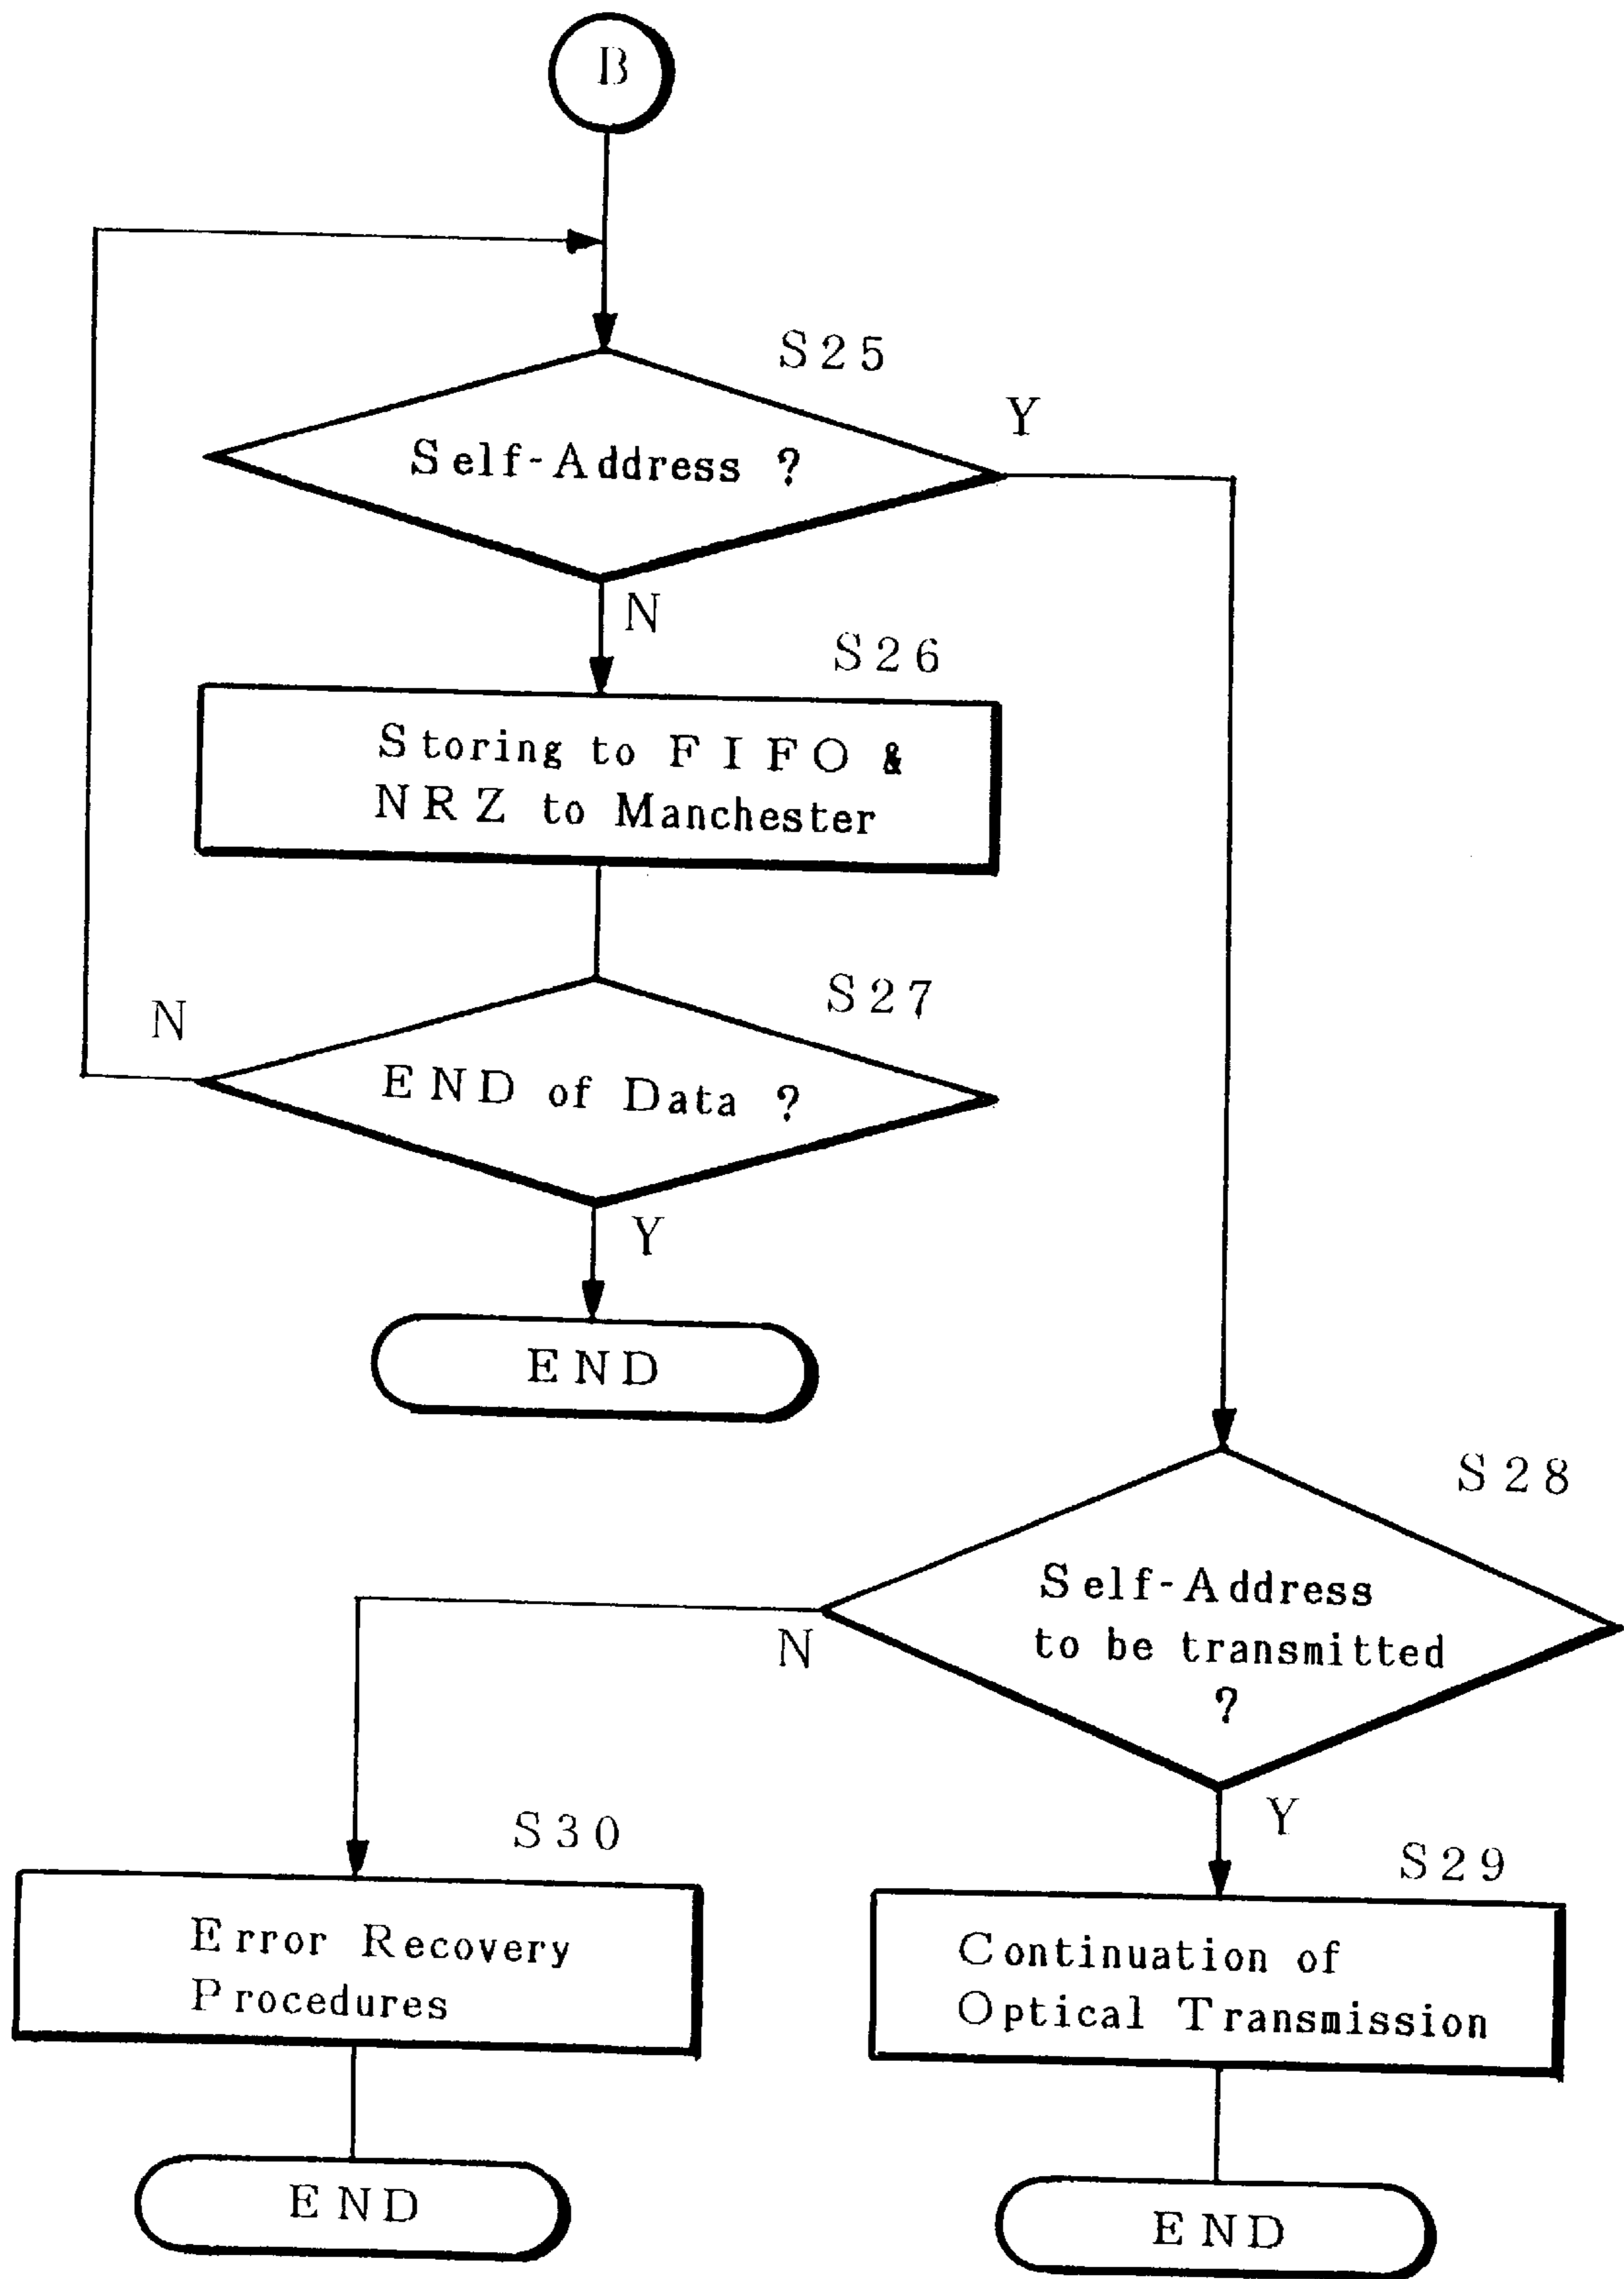 B
S25
Y
Self-Address ?
N
S26
Storing to FIFO &
NRZ to Manchester
S27
N
END of Data ?
Y
END
S28
Self-Address
to be transmitted
?
N
Y
S30
S29
Error Recovery
Procedures
Continuation of
Optical Transmission
END
END